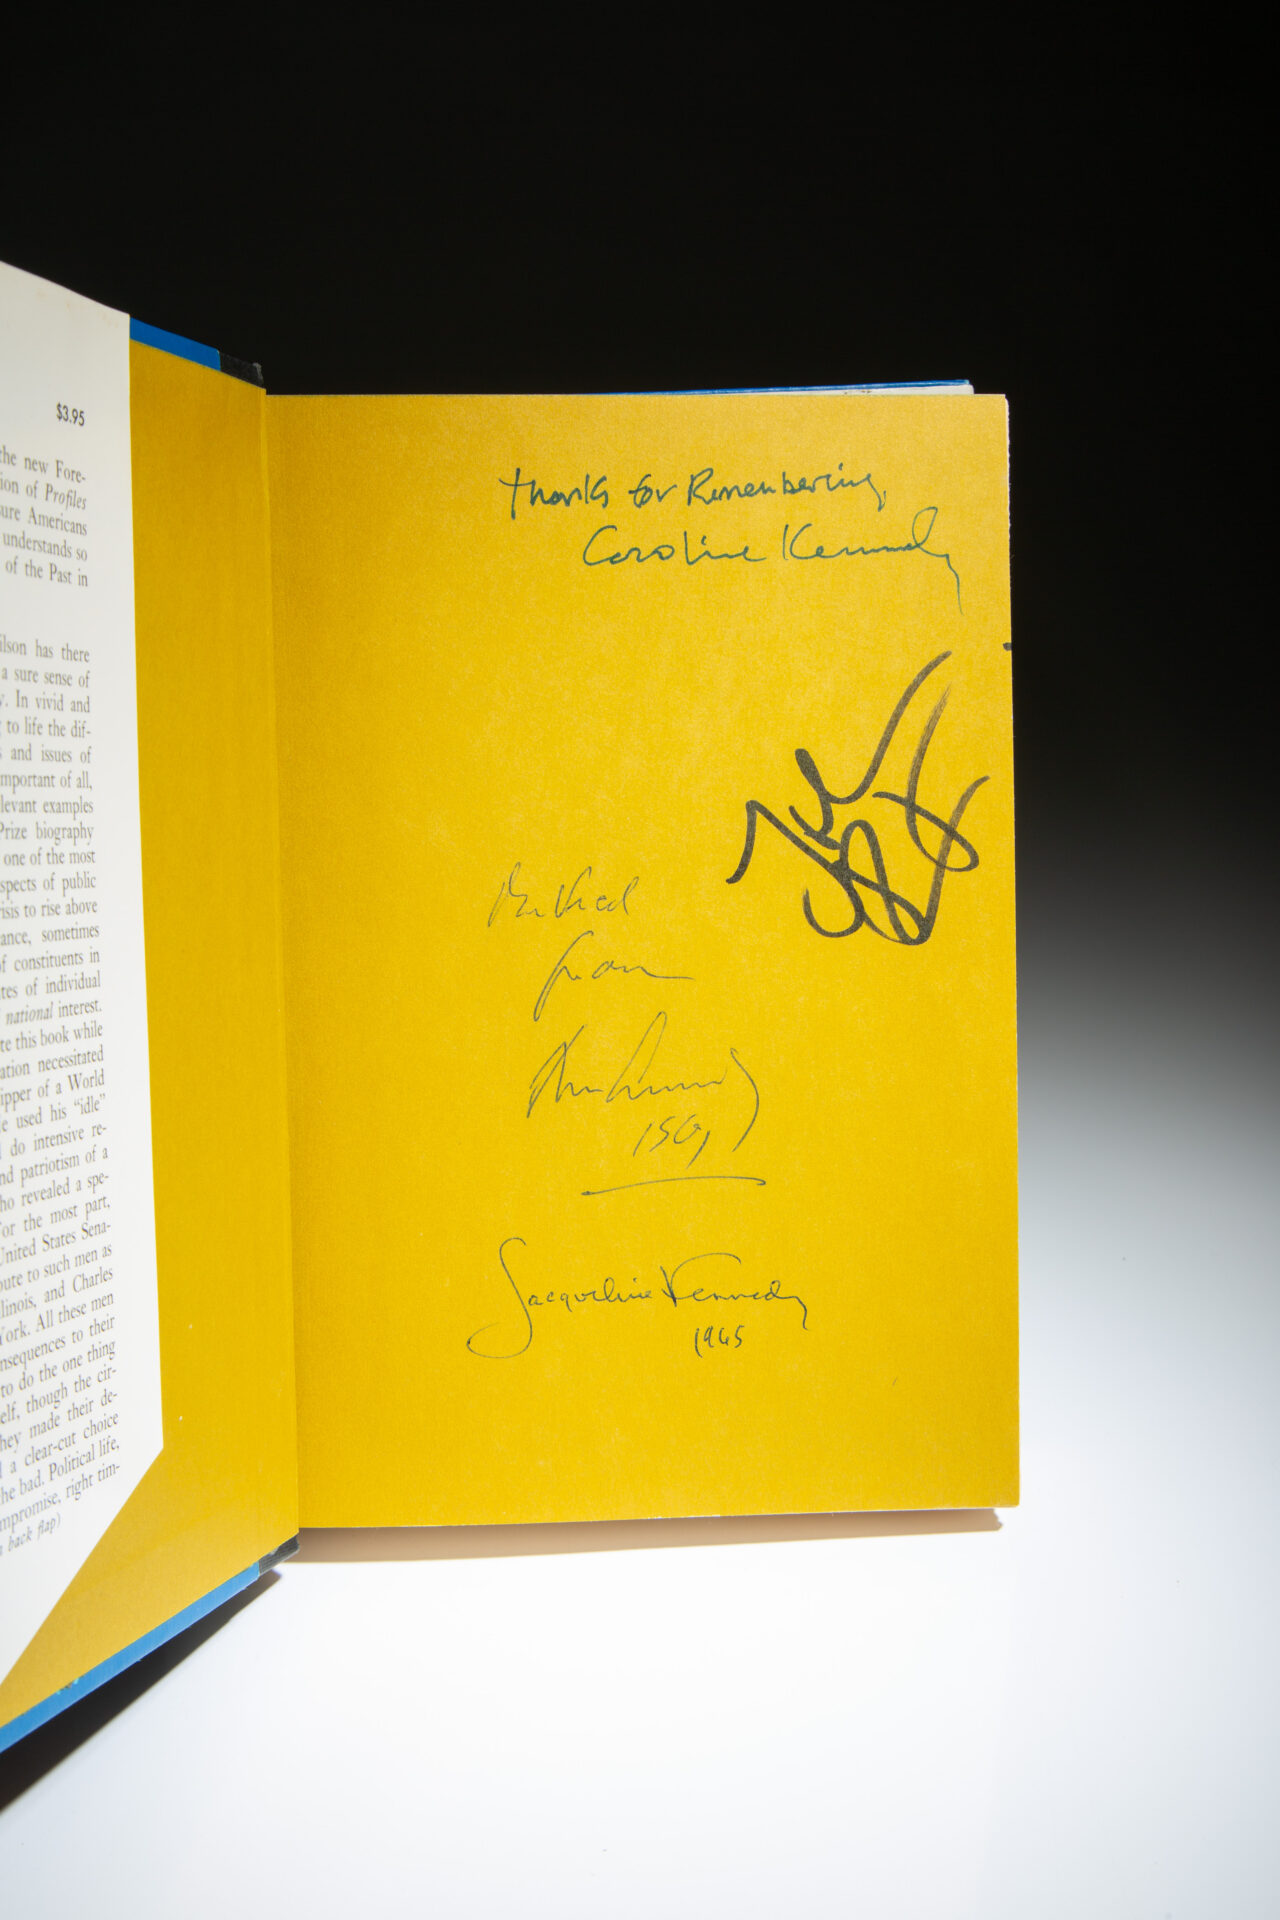 $3.95
the new Fore-
ion of Profiles
ure Americans
understands so
of the Past in
ilson has there
a sure sense of
y. In vivid and
to life the dif-
s and issues of
mportant of all,
levant examples
Prize biography
one of the most
spects of public
isis to rise above
ance, sometimes
f constituents in
tes of individual
national interest.
te this book while
ation necessitated
ipper of a World
e used his “idle”
do intensive re-
nd patriotism of a
ho revealed a spe-
For the most part,
United States Sena-
bute to such men as
linois, and Charles
York. All these men
nsequences to their
to do the one thing
elf, though the cir-
hey made their de-
a clear-cut choice
he bad. Political life,
mpromise, right tim-
back flap)
Thanks for Remembering,
Caroline Kennedy
Jacqueline Kennedy
1965